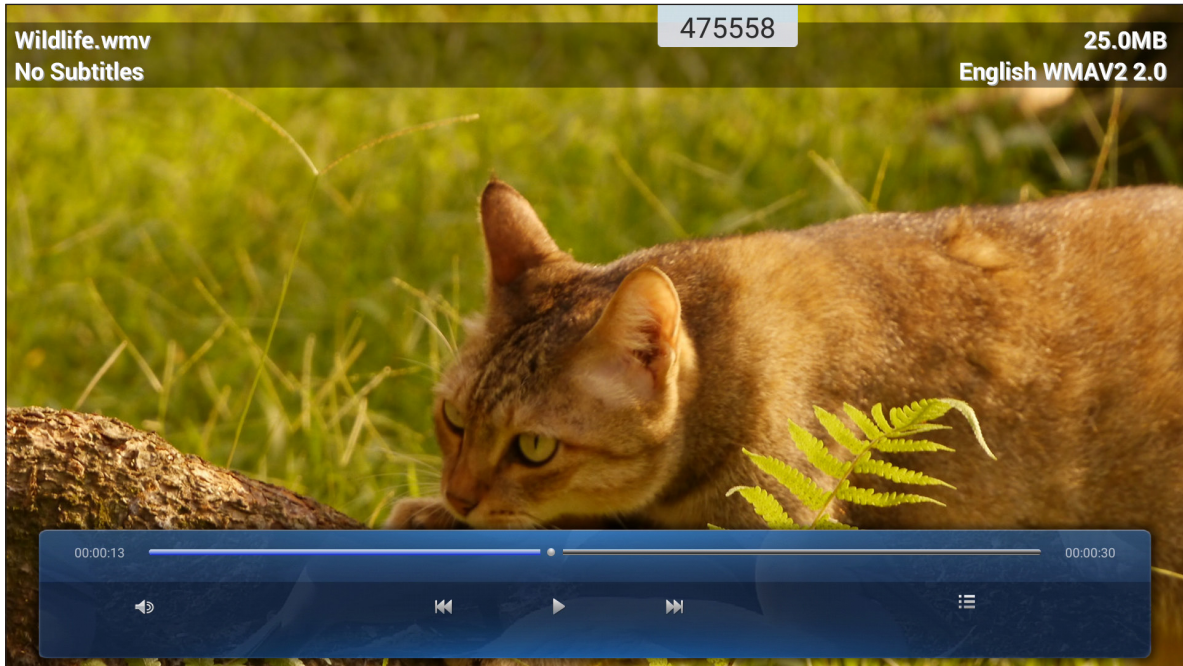 475558
Wildlife.wmv
25.0MB
No Subtitles
English WMAV2 2.0
00:00:13
00:00:30